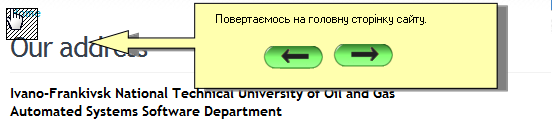 Home
Повертаємось на головну сторінку сайту.
Our address
Ivano-Frankivsk National Technical University of Oil and Gas
Automated Systems Software Department